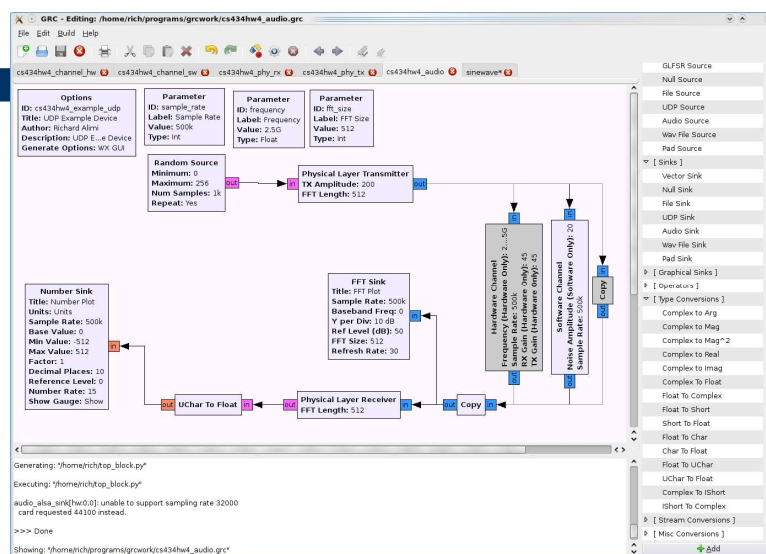 GRC - Editing: /home/rich/programs/grcwork/cs434hw4_audio.grc
File Edit Build Help
cs434hw4_channel_hw cs434hw4_channel_sw cs434hw4_phy_rx cs434hw4_phy_tx cs434hw4_audio sinewave*
Options
ID: cs434hw4_example_udp
Title: UDP Example Device
Author: Richard Alimi
Description: UDP E...e Device
Generate Options: WX GUI
Parameter
ID: sample_rate
Label: Sample Rate
Value: 500k
Type: Int
Parameter
ID: frequency
Label: Frequency
Value: 2.5G
Type: Float
Parameter
ID: fft_size
Label: FFT Size
Value: 512
Type: Int
Random Source
Minimum: 0
Maximum: 256
Num Samples: 1k
Repeat: Yes
out
in
Physical Layer Transmitter
TX Amplitude: 200
FFT Length: 512
out
in
Hardware Channel
Frequency (Hardware Only): 2....5G
Sample Rate: 500k
RX Gain (Hardware Only): 45
TX Gain (Hardware Only): 45
out
in
Software Channel
Noise Amplitude (Software Only): 20
Sample Rate: 500k
out
in
Copy
out
Number Sink
Title: Number Plot
Units: Units
Sample Rate: 500k
Base Value: 0
Min Value: -512
Max Value: 512
Factor: 1
Decimal Places: 10
Reference Level: 0
Number Rate: 15
Show Gauge: Show
in
FFT Sink
Title: FFT Plot
Sample Rate: 500k
Baseband Freq: 0
Y per Div: 10 dB
Ref Level (dB): 50
FFT Size: 512
Refresh Rate: 30
in
out UChar To Float in
out
Physical Layer Receiver
FFT Length: 512
in
out Copy in
Generating: "/home/rich/top_block.py"
Executing: "/home/rich/top_block.py"
audio_alsa_sink[hw:0,0]: unable to support sampling rate 32000
card requested 44100 instead.
>>> Done
Showing: "/home/rich/programs/grcwork/cs434hw4_audio.grc"
GLFSR Source
Null Source
File Source
UDP Source
Audio Source
Wav File Source
Pad Source
[ Sinks ]
Vector Sink
Null Sink
File Sink
UDP Sink
Audio Sink
Wav File Sink
Pad Sink
[ Graphical Sinks ]
[ Operators ]
[ Type Conversions ]
Complex to Arg
Complex to Mag
Complex to Mag^2
Complex to Real
Complex to Imag
Complex To Float
Float To Complex
Float To Short
Short To Float
Float To Char
Char To Float
Float To UChar
UChar To Float
Complex To IShort
IShort To Complex
[ Stream Conversions ]
[ Misc Conversions ]
Add